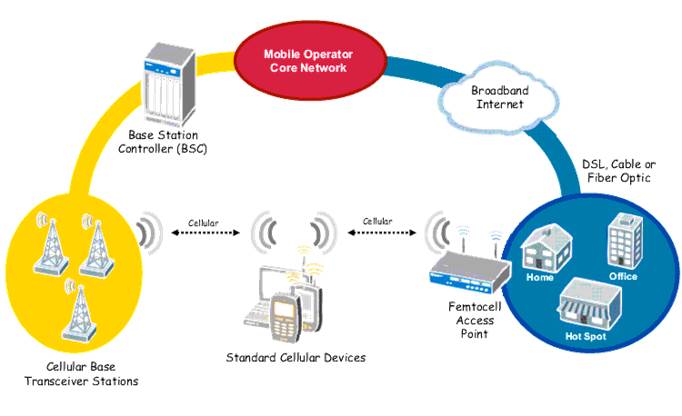 Mobile Operator
Core Network
Broadband
Internet
Base Station
Controller (BSC)
DSL, Cable or
Fiber Optic
Cellular
Cellular
Home
Office
Hot Spot
Femtocell
Access
Point
Standard Cellular Devices
Cellular Base
Transceiver Stations